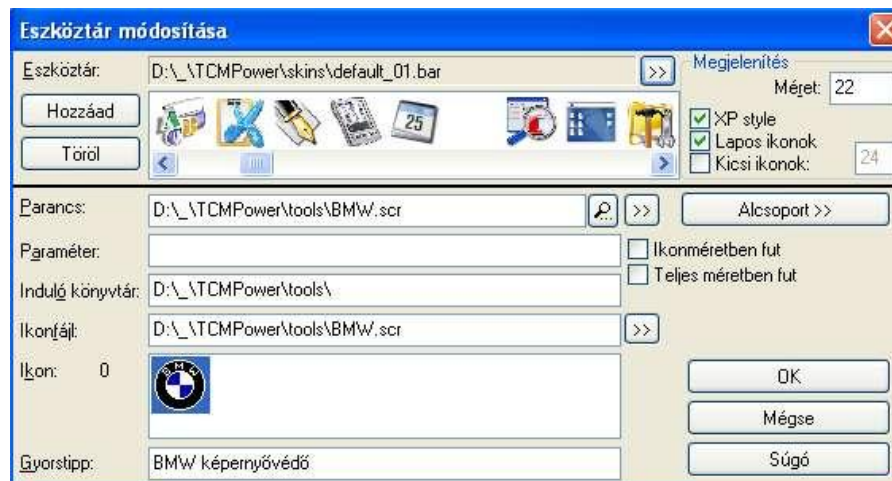 Eszköztár módosítása
Eszköztár: D:\_\TCMPower\skins\default_01.bar >>
Megjelenítés
Méret: 22
Hozzáad
25
XP style
Töröl
Lapos ikonok
Kicsi ikonok: 24
Parancs: D:\_\TCMPower\tools\BMW.scr >> Alcsoport >>
Paraméter:
Ikonméretben fut
Teljes méretben fut
Induló könyvtár: D:\_\TCMPower\tools\
Ikonfájl: D:\_\TCMPower\tools\BMW.scr >>
Ikon: 0
BMW
OK
Mégse
Gyorstipp: BMW képernyővédő
Súgó